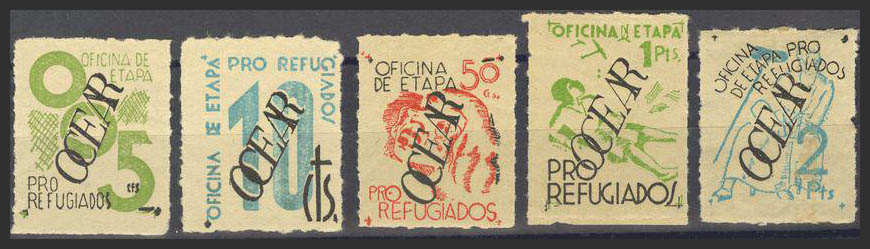 OFICINA DE
ETAPA
0
05
cts
OCEAR
PRO
REFUGIADOS
OFICINA DE ETAPA
PRO REFUGIADOS
10
cts.
OCEAR
OFICINA
DE ETAPA
50
Cts.
OCEAR
PRO
REFUGIADOS
OFICINA N ETAPA
1 Pts.
OCEAR
PRO
REFUGIADOS
OFICINA
DE ETAPA PRO
REFUGIADOS
OCEAR
2
Pts